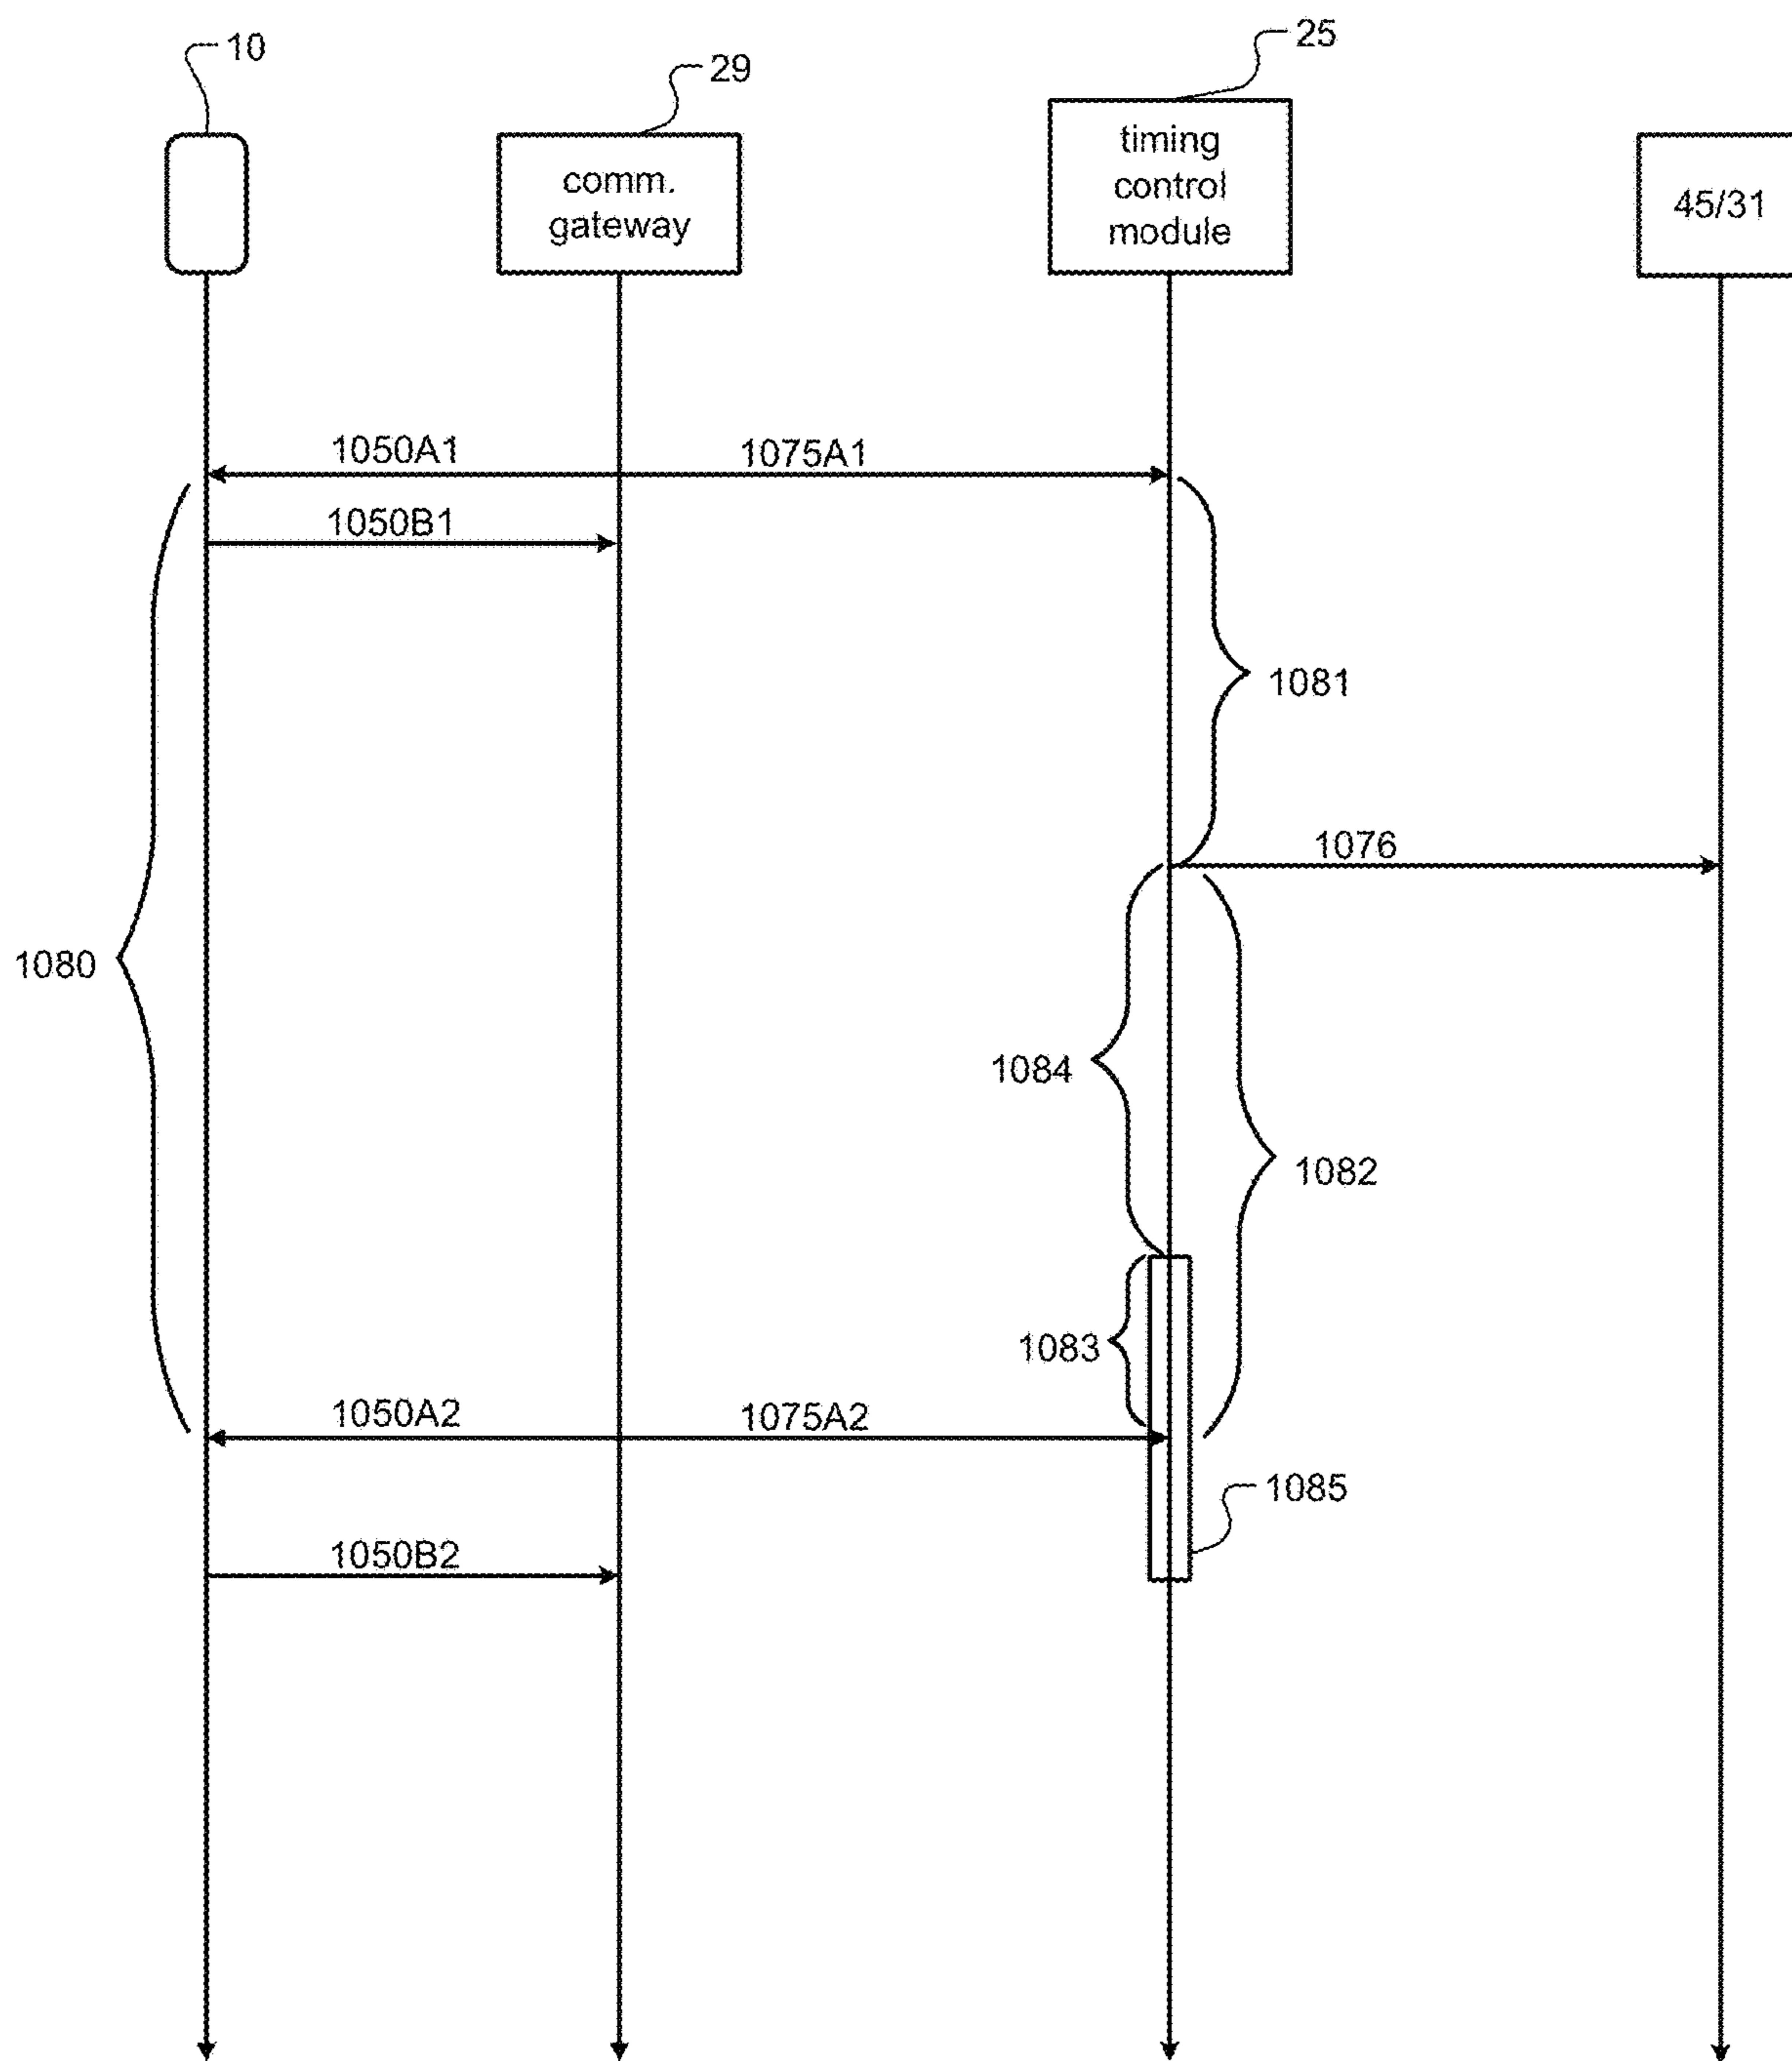 10
29
25
comm.
gateway
timing
control
module
45/31
1050A1
1075A1
1050B1
1081
1076
1080
1084
1082
1083
1050A2
1075A2
1085
1050B2